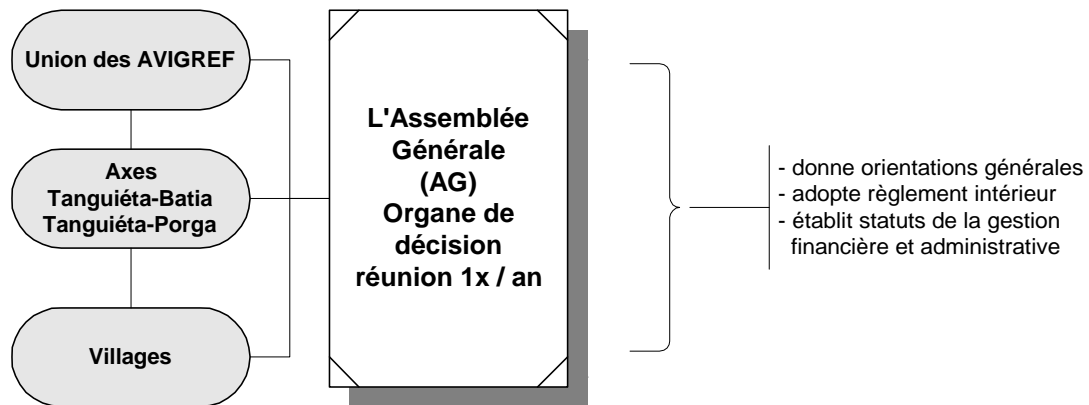 Union des AVIGREF
Axes
Tanguiéta-Batia
Tanguiéta-Porga
Villages
L'Assemblée
Générale
(AG)
Organe de
décision
réunion 1x / an
- donne orientations générales
- adopte règlement intérieur
- établit statuts de la gestion
financière et administrative